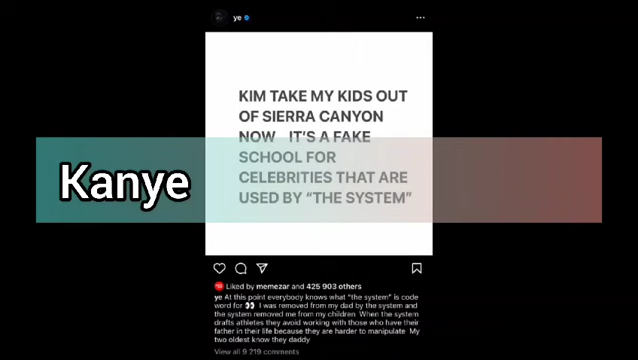 ye
KIM TAKE MY KIDS OUT
OF SIERRA CANYON
NOW IT'S A FAKE
SCHOOL FOR
CELEBRITIES THAT ARE
USED BY "THE SYSTEM"
Kanye
Liked by memezar and 425 903 others
ye At this point everybody knows what "the system" is code
word for 👀 I was removed from my dad by the system and
the system removed me from my children When the system
drafts athletes they avoid working with those who have their
father in their life because they are harder to manipulate My
two oldest know they daddy
View all 9 219 comments